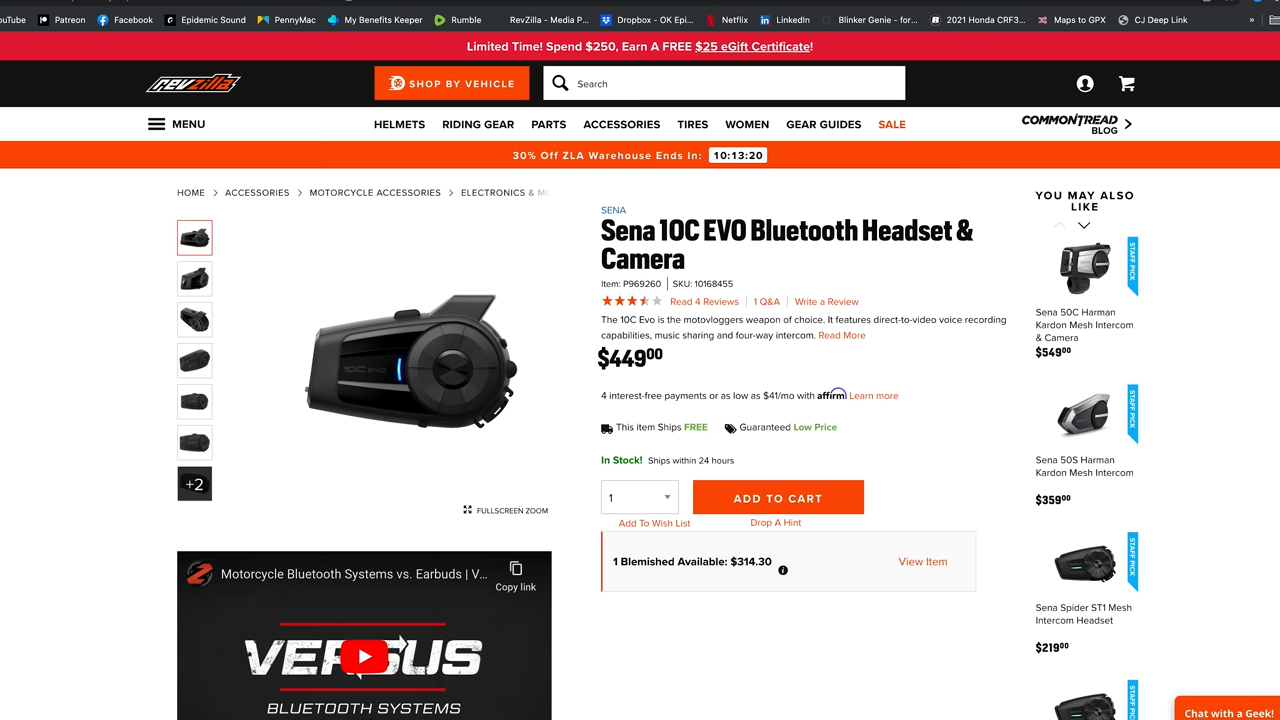 ouTube Patreon Facebook Epidemic Sound PennyMac My Benefits Keeper Rumble RevZilla - Media P... Dropbox - OK Epi... Netflix LinkedIn Blinker Genie - for... 2021 Honda CRF3... Maps to GPX CJ Deep Link »
Limited Time! Spend $250, Earn A FREE $25 eGift Certificate!
revzilla
SHOP BY VEHICLE
Search
MENU
HELMETS RIDING GEAR PARTS ACCESSORIES TIRES WOMEN GEAR GUIDES SALE
COMMON TREAD
BLOG
30% Off ZLA Warehouse Ends In: 10:13:20
HOME > ACCESSORIES > MOTORCYCLE ACCESSORIES > ELECTRONICS & M
+2
10C EVO
FULLSCREEN ZOOM
Motorcycle Bluetooth Systems vs. Earbuds | V...
Copy link
VERSUS
BLUETOOTH SYSTEMS
SENA
Sena 10C EVO Bluetooth Headset &
Camera
Item: P969260 | SKU: 10168455
Read 4 Reviews | 1 Q&A | Write a Review
The 10C Evo is the motovloggers weapon of choice. It features direct-to-video voice recording
capabilities, music sharing and four-way intercom. Read More
$449.00
4 interest-free payments or as low as $41/mo with affirm Learn more
This item Ships FREE Guaranteed Low Price
In Stock! Ships within 24 hours
1
ADD TO CART
Add To Wish List
Drop A Hint
1 Blemished Available: $314.30
View Item
YOU MAY ALSO
LIKE
STAFF PICK
Sena 50C Harman
Kardon Mesh Intercom
& Camera
$549.00
STAFF PICK
Sena 50S Harman
Kardon Mesh Intercom
$359.00
STAFF PICK
Sena Spider ST1 Mesh
Intercom Headset
$219.00
STAFF PICK
Chat with a Geek!